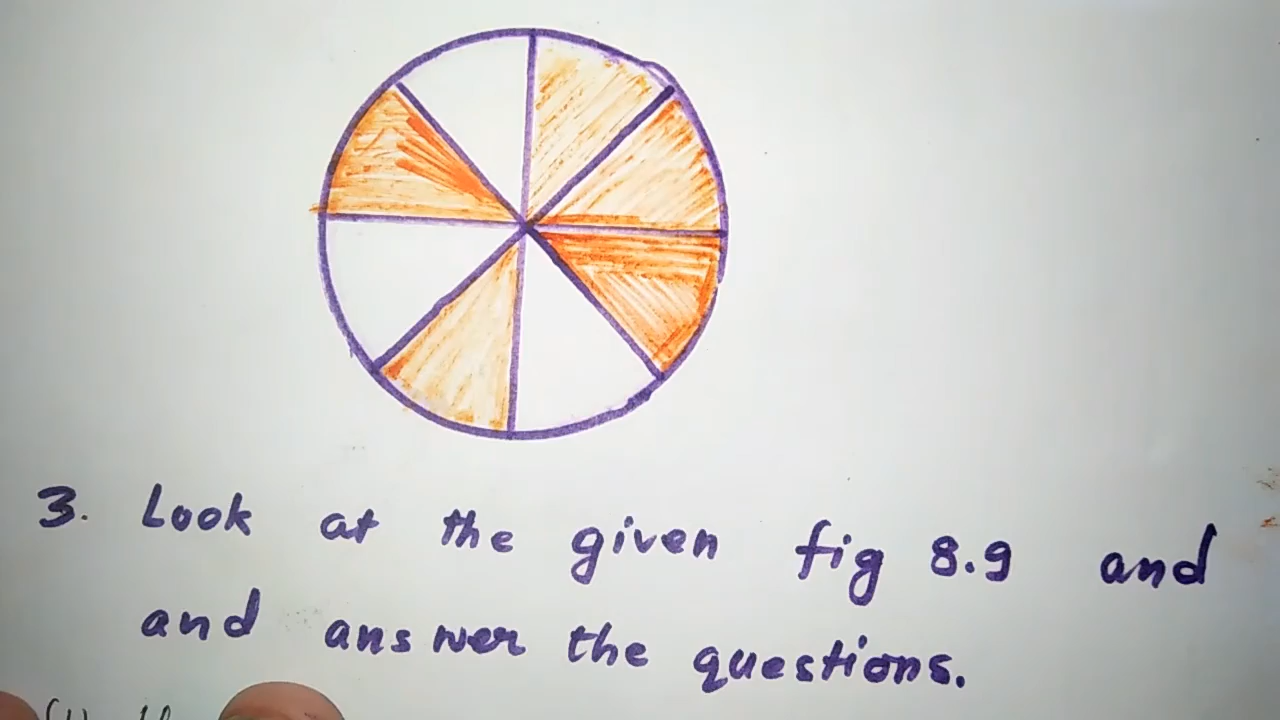 3. Look at the given fig 8.9 and
and answer the questions.